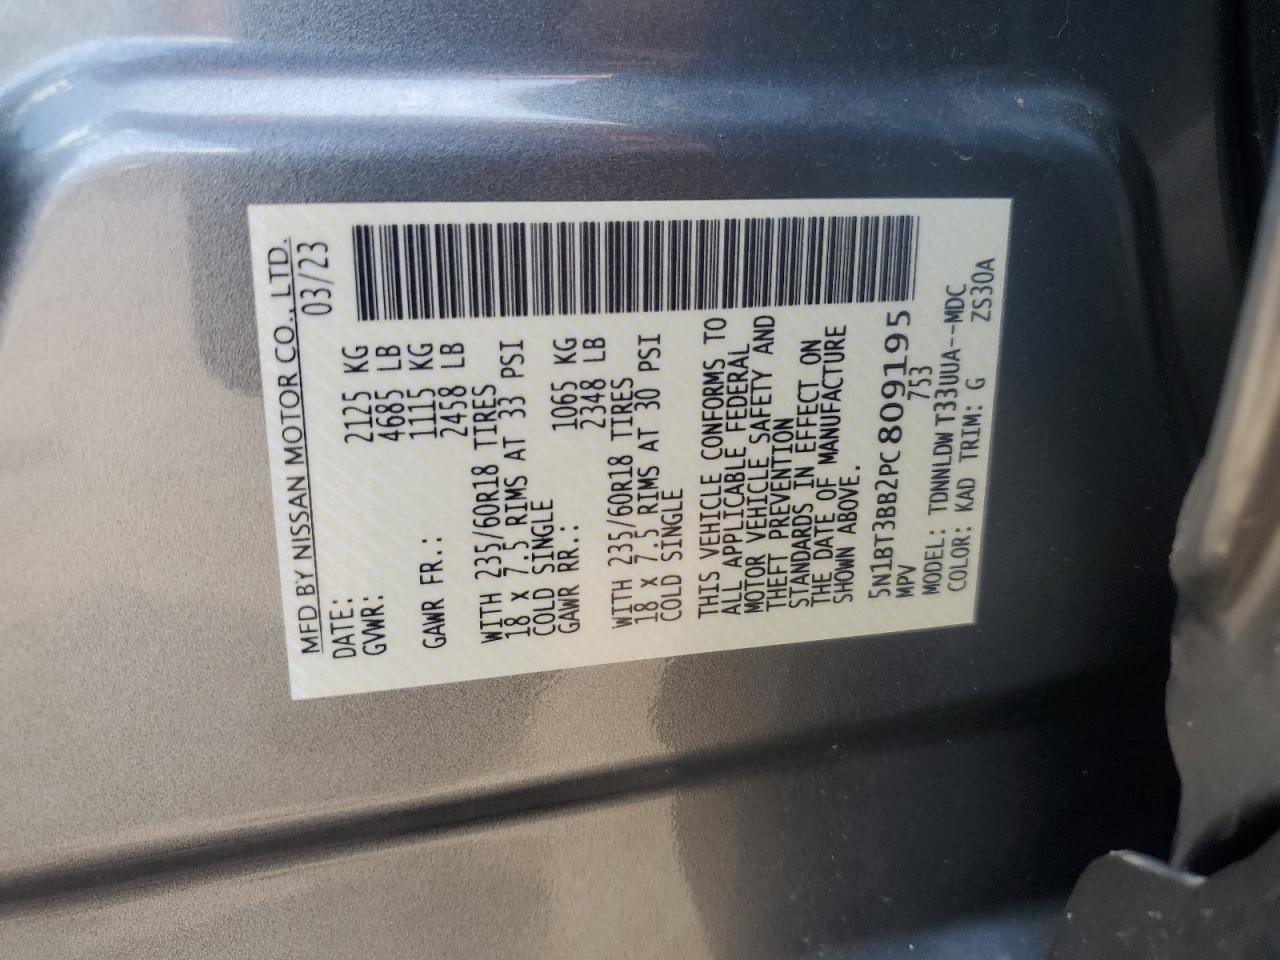 MFD BY NISSAN MOTOR CO., LTD.
DATE: 03/23
GVWR: 2125 KG
4685 LB
GAWR FR.: 1115 KG
2458 LB
WITH 235/60R18 TIRES
18 X 7.5 RIMS AT 33 PSI
COLD SINGLE
GAWR RR.: 1065 KG
2348 LB
WITH 235/60R18 TIRES
18 X 7.5 RIMS AT 30 PSI
COLD SINGLE
THIS VEHICLE CONFORMS TO
ALL APPLICABLE FEDERAL
MOTOR VEHICLE SAFETY AND
THEFT PREVENTION
STANDARDS IN EFFECT ON
THE DATE OF MANUFACTURE
SHOWN ABOVE.
5N1BT3BB2PC809195
MPV 753
MODEL: TDNNLDW T33UUA--MDC
COLOR: KAD TRIM: G ZS30A